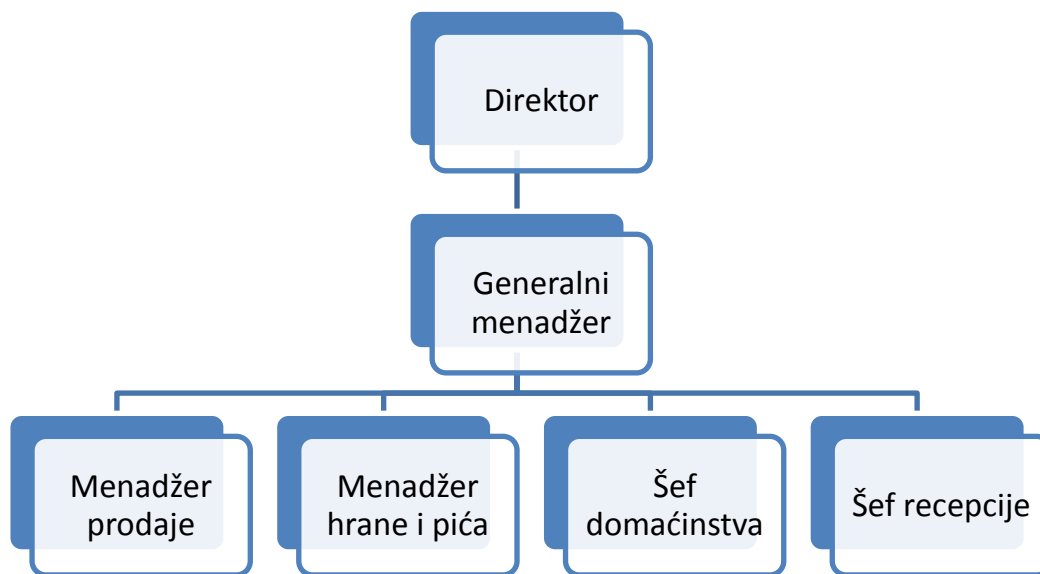 Direktor
Generalni
menadžer
Menadžer
prodaje
Menadžer
hrane i pića
Šef
domaćinstva
Šef recepcije